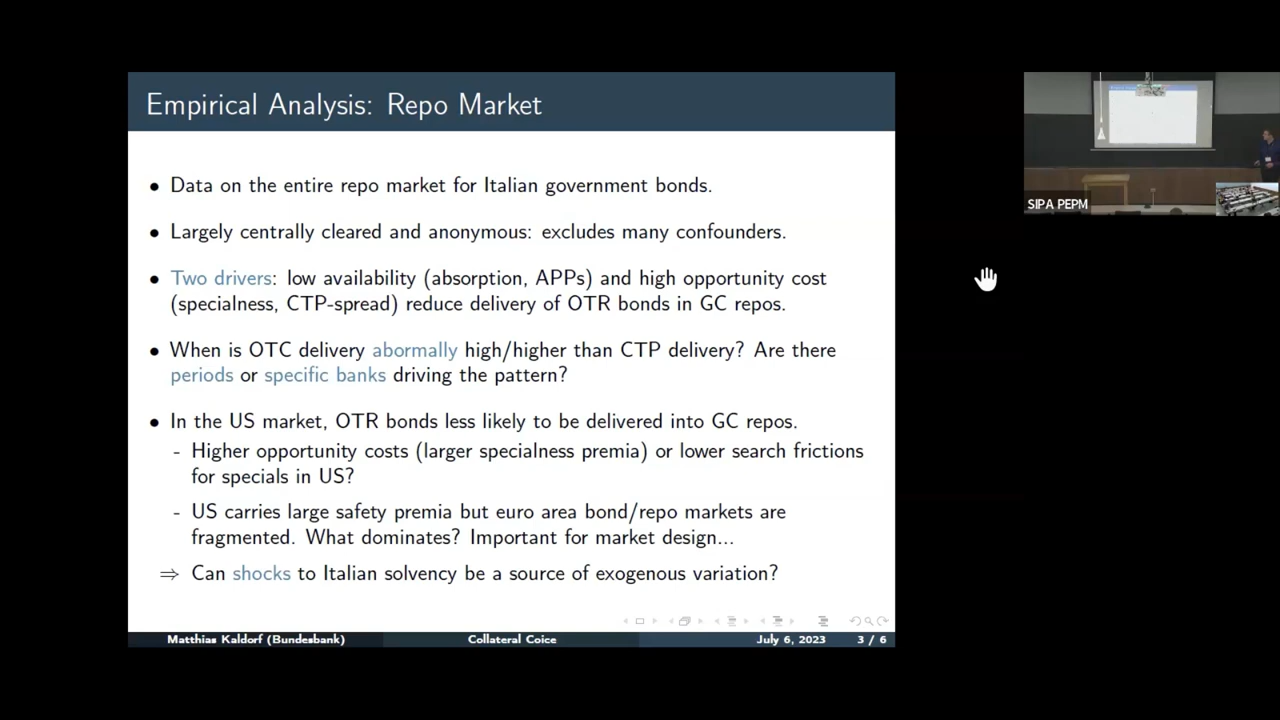 Empirical Analysis: Repo Market
• Data on the entire repo market for Italian government bonds.
• Largely centrally cleared and anonymous: excludes many confounders.
• Two drivers: low availability (absorption, APPs) and high opportunity cost
(specialness, CTP-spread) reduce delivery of OTR bonds in GC repos.
• When is OTC delivery abormally high/higher than CTP delivery? Are there
periods or specific banks driving the pattern?
• In the US market, OTR bonds less likely to be delivered into GC repos.
- Higher opportunity costs (larger specialness premia) or lower search frictions
for specials in US?
- US carries large safety premia but euro area bond/repo markets are
fragmented. What dominates? Important for market design...
⇒ Can shocks to Italian solvency be a source of exogenous variation?
Matthias Kaldorf (Bundesbank) Collateral Coice July 6, 2023 3 / 6
SIPA PEPM